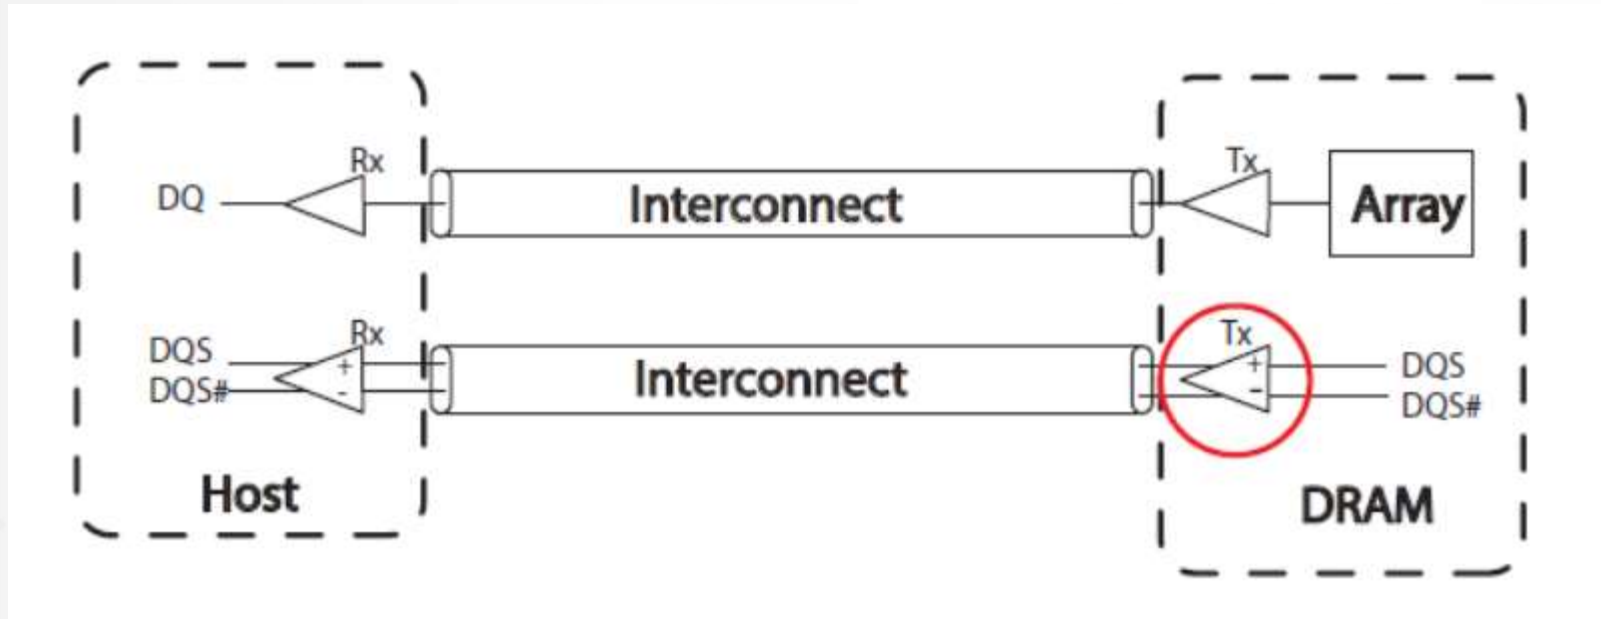 Rx
Tx
DQ
Interconnect
Array
Rx
Tx
DQS
+
Interconnect
+
DQS
DQS#
-
-
DQS#
Host
DRAM